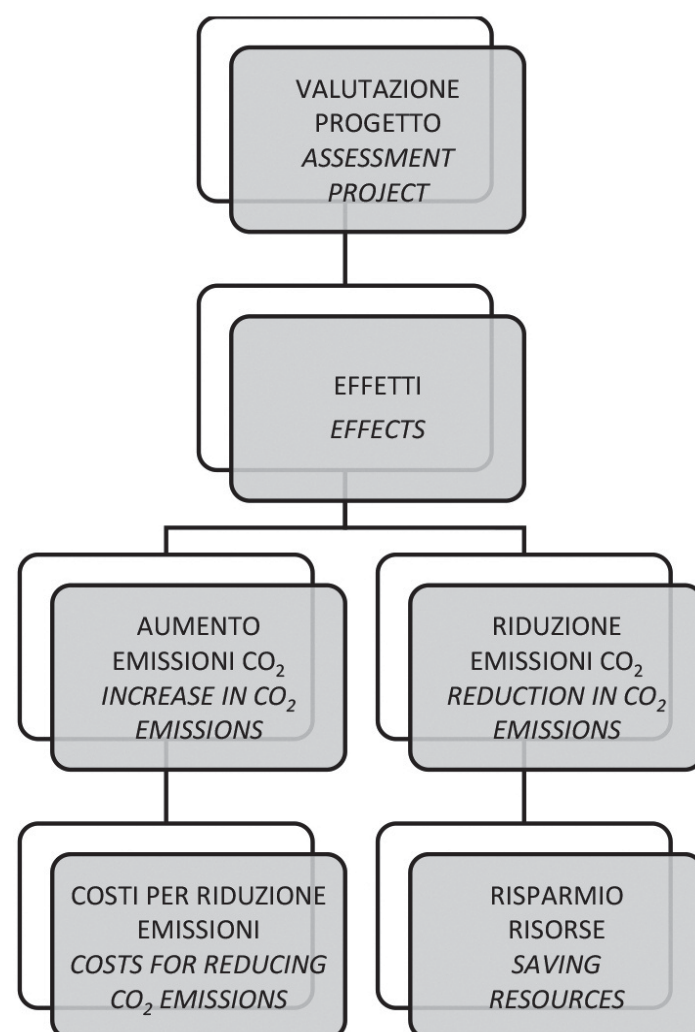 VALUTAZIONE
PROGETTO
ASSESSMENT
PROJECT
EFFETTI
EFFECTS
AUMENTO
EMISSIONI CO₂
INCREASE IN CO₂
EMISSIONS
RIDUZIONE
EMISSIONI CO₂
REDUCTION IN CO₂
EMISSIONS
COSTI PER RIDUZIONE
EMISSIONI
COSTS FOR REDUCING
CO₂ EMISSIONS
RISPARMIO
RISORSE
SAVING
RESOURCES